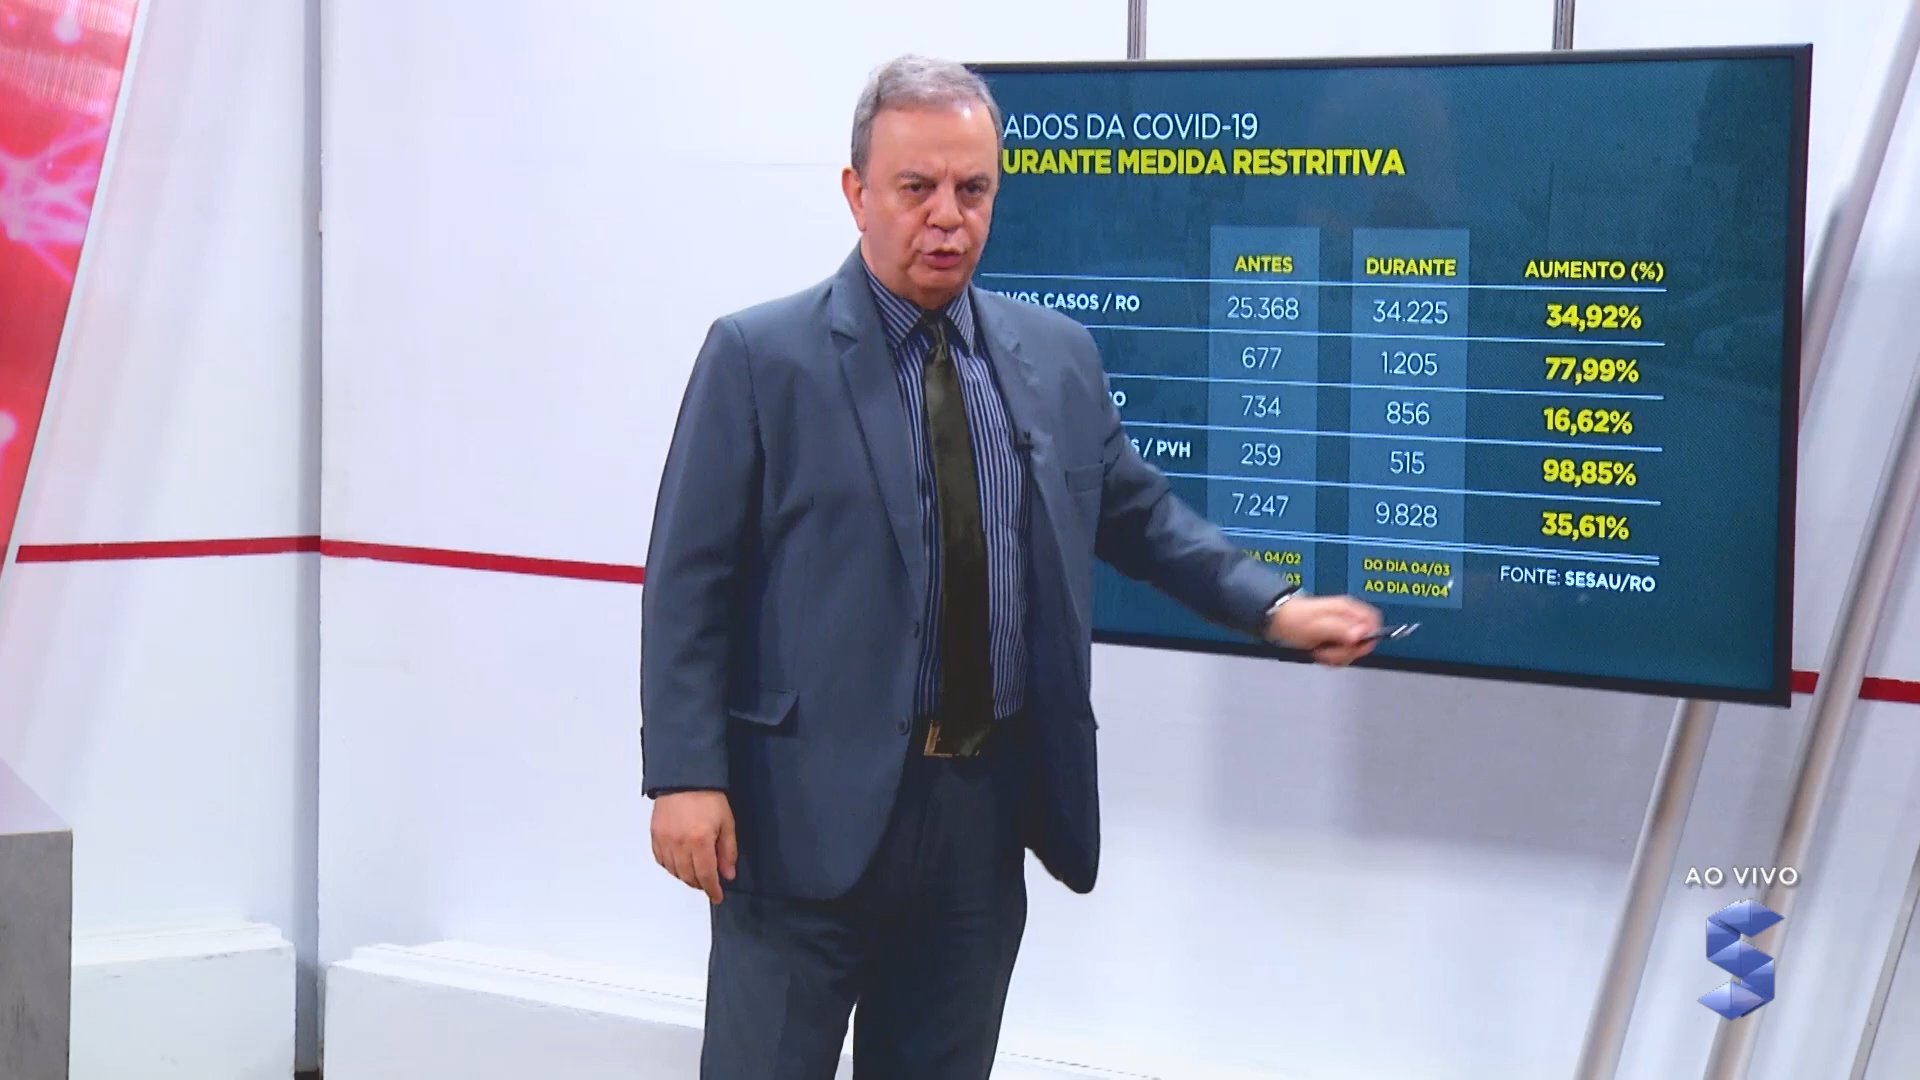 ADOS DA COVID-19
URANTE MEDIDA RESTRITIVA
ANTES DURANTE AUMENTO (%)
OVOS CASOS / RO 25.368 34.225 34,92%
677 1.205 77,99%
734 856 16,62%
S / PVH 259 515 98,85%
7.247 9.828 35,61%
DIA 04/02 DO DIA 04/03
/03 AO DIA 01/04
FONTE: SESAU/RO
AO VIVO